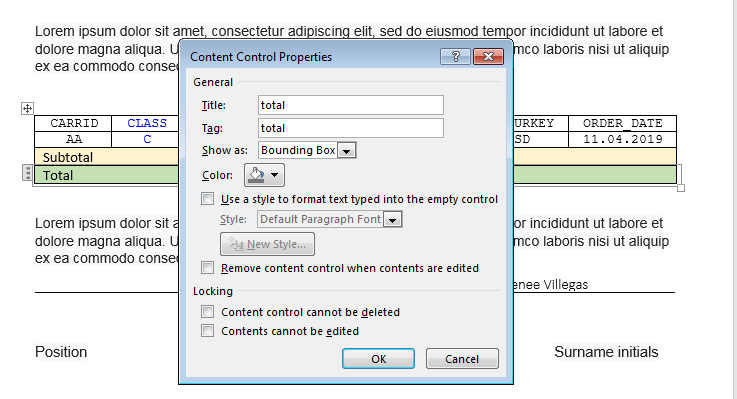 Lorem ipsum dolor sit amet, consectetur adipiscing elit, sed do eiusmod tempor incididunt ut labore et
dolore magna aliqua. U mco laboris nisi ut aliquip
ex ea commodo conse
Content Control Properties
General
Title: total
Tag: total
Show as: Bounding Box
Color:
Use a style to format text typed into the empty control
Style: Default Paragraph Font
New Style...
Remove content control when contents are edited
Locking
Content control cannot be deleted
Contents cannot be edited
OK Cancel
CARRID CLASS URKEY ORDER_DATE
AA C SD 11.04.2019
Subtotal
Total
Lorem ipsum dolor sit a or incididunt ut labore et
dolore magna aliqua. U mco laboris nisi ut aliquip
ex ea commodo conse
enee Villegas
Position Surname initials